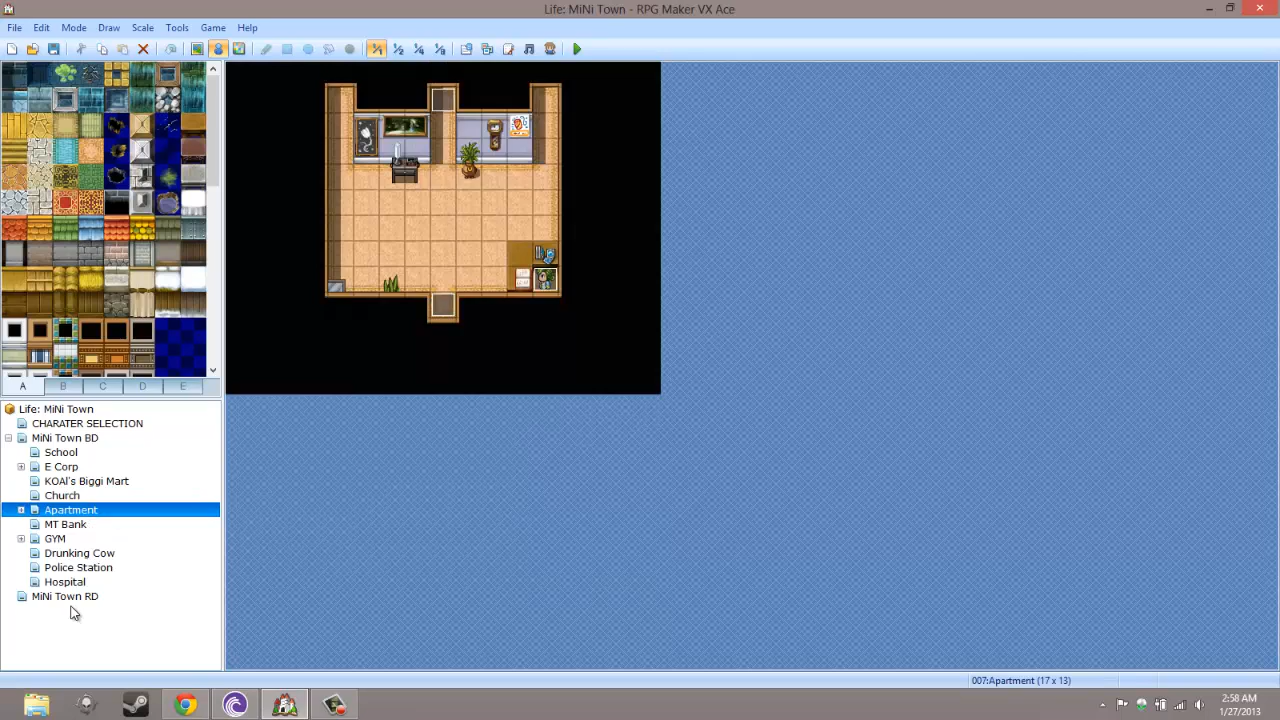 Life: MiNi Town - RPG Maker VX Ace
File Edit Mode Draw Scale Tools Game Help
A B C D E
Life: MiNi Town
CHARATER SELECTION
MiNi Town BD
School
E Corp
KOAl's Biggi Mart
Church
Apartment
MT Bank
GYM
Drunking Cow
Police Station
Hospital
MiNi Town RD
007:Apartment (17 x 13)
2:58 AM
1/27/2013